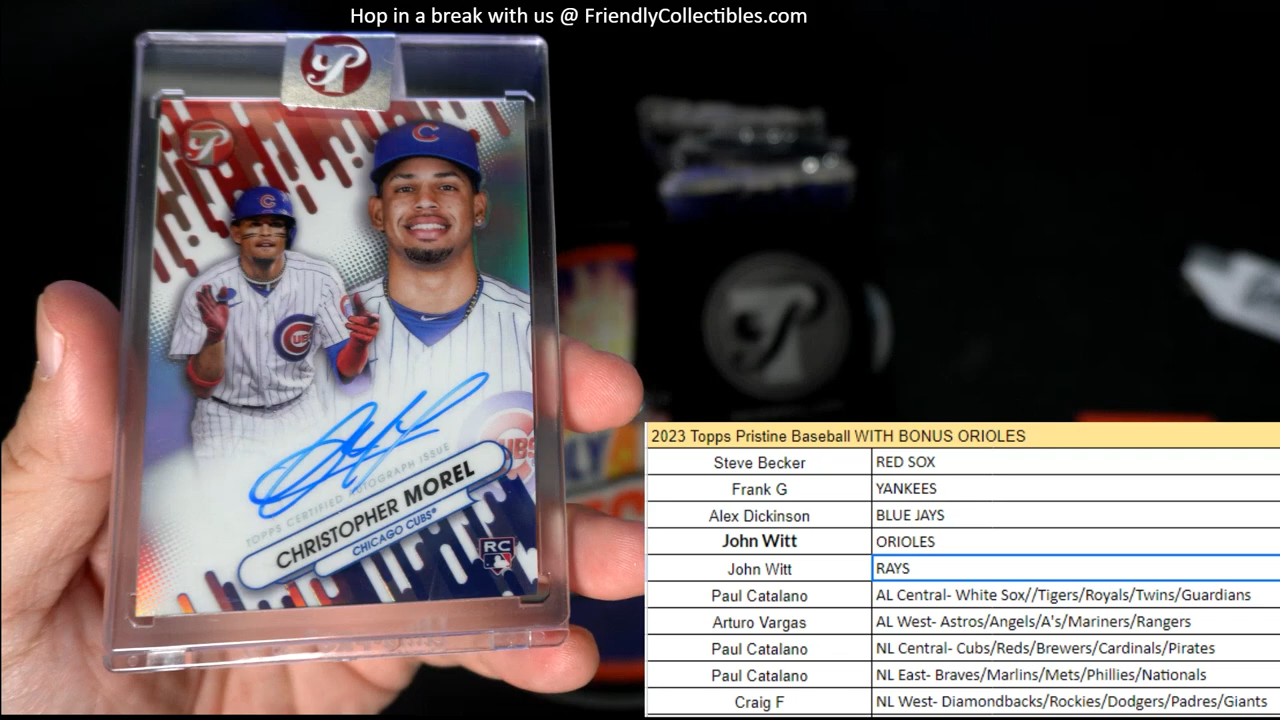 Hop in a break with us @ FriendlyCollectibles.com
C
C
CUBS
CUBS
TOPPS CERTIFIED AUTOGRAPH ISSUE
CHRISTOPHER MOREL
CHICAGO CUBS®
RC
2023 Topps Pristine Baseball WITH BONUS ORIOLES
Steve Becker RED SOX
Frank G YANKEES
Alex Dickinson BLUE JAYS
John Witt ORIOLES
John Witt RAYS
Paul Catalano AL Central- White Sox//Tigers/Royals/Twins/Guardians
Arturo Vargas AL West- Astros/Angels/A's/Mariners/Rangers
Paul Catalano NL Central- Cubs/Reds/Brewers/Cardinals/Pirates
Paul Catalano NL East- Braves/Marlins/Mets/Phillies/Nationals
Craig F NL West- Diamondbacks/Rockies/Dodgers/Padres/Giants